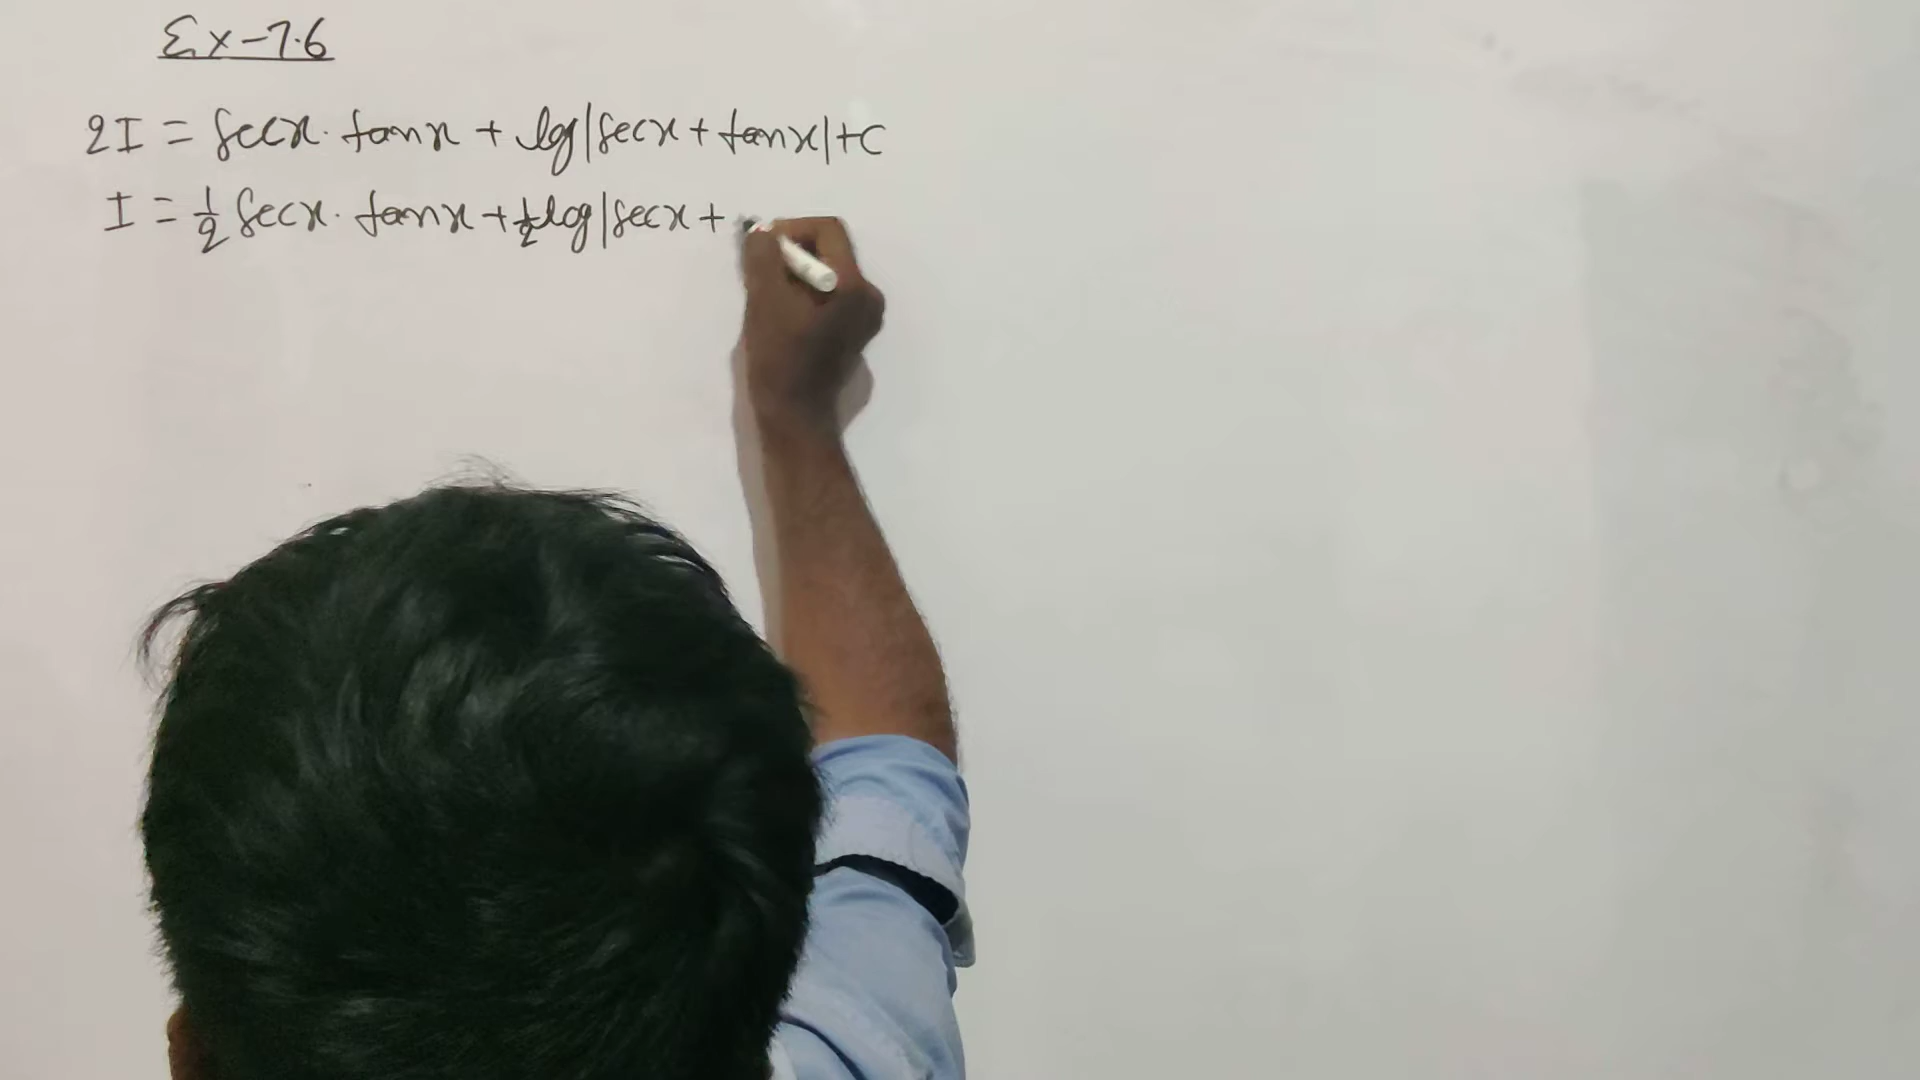 Ex-7.6
2I = secx. tanx + log|secx + tanx|+c
I = 1/2 secx. tanx + 1/2 log|secx +